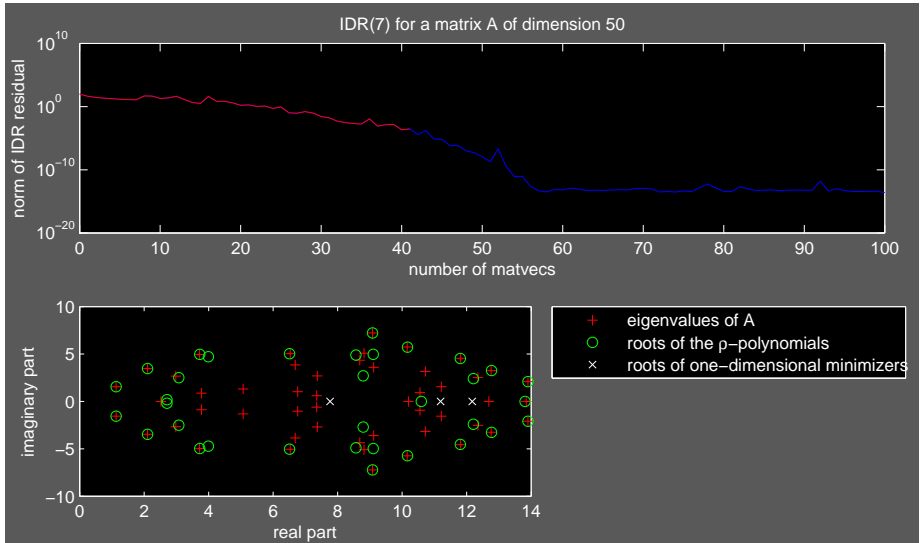 IDR(7) for a matrix A of dimension 50
norm of IDR residual
10^10
10^0
10^−10
10^−20
0 10 20 30 40 50 60 70 80 90 100
number of matvecs
imaginary part
10
5
0
−5
−10
0 2 4 6 8 10 12 14
real part
eigenvalues of A
roots of the ρ−polynomials
roots of one−dimensional minimizers